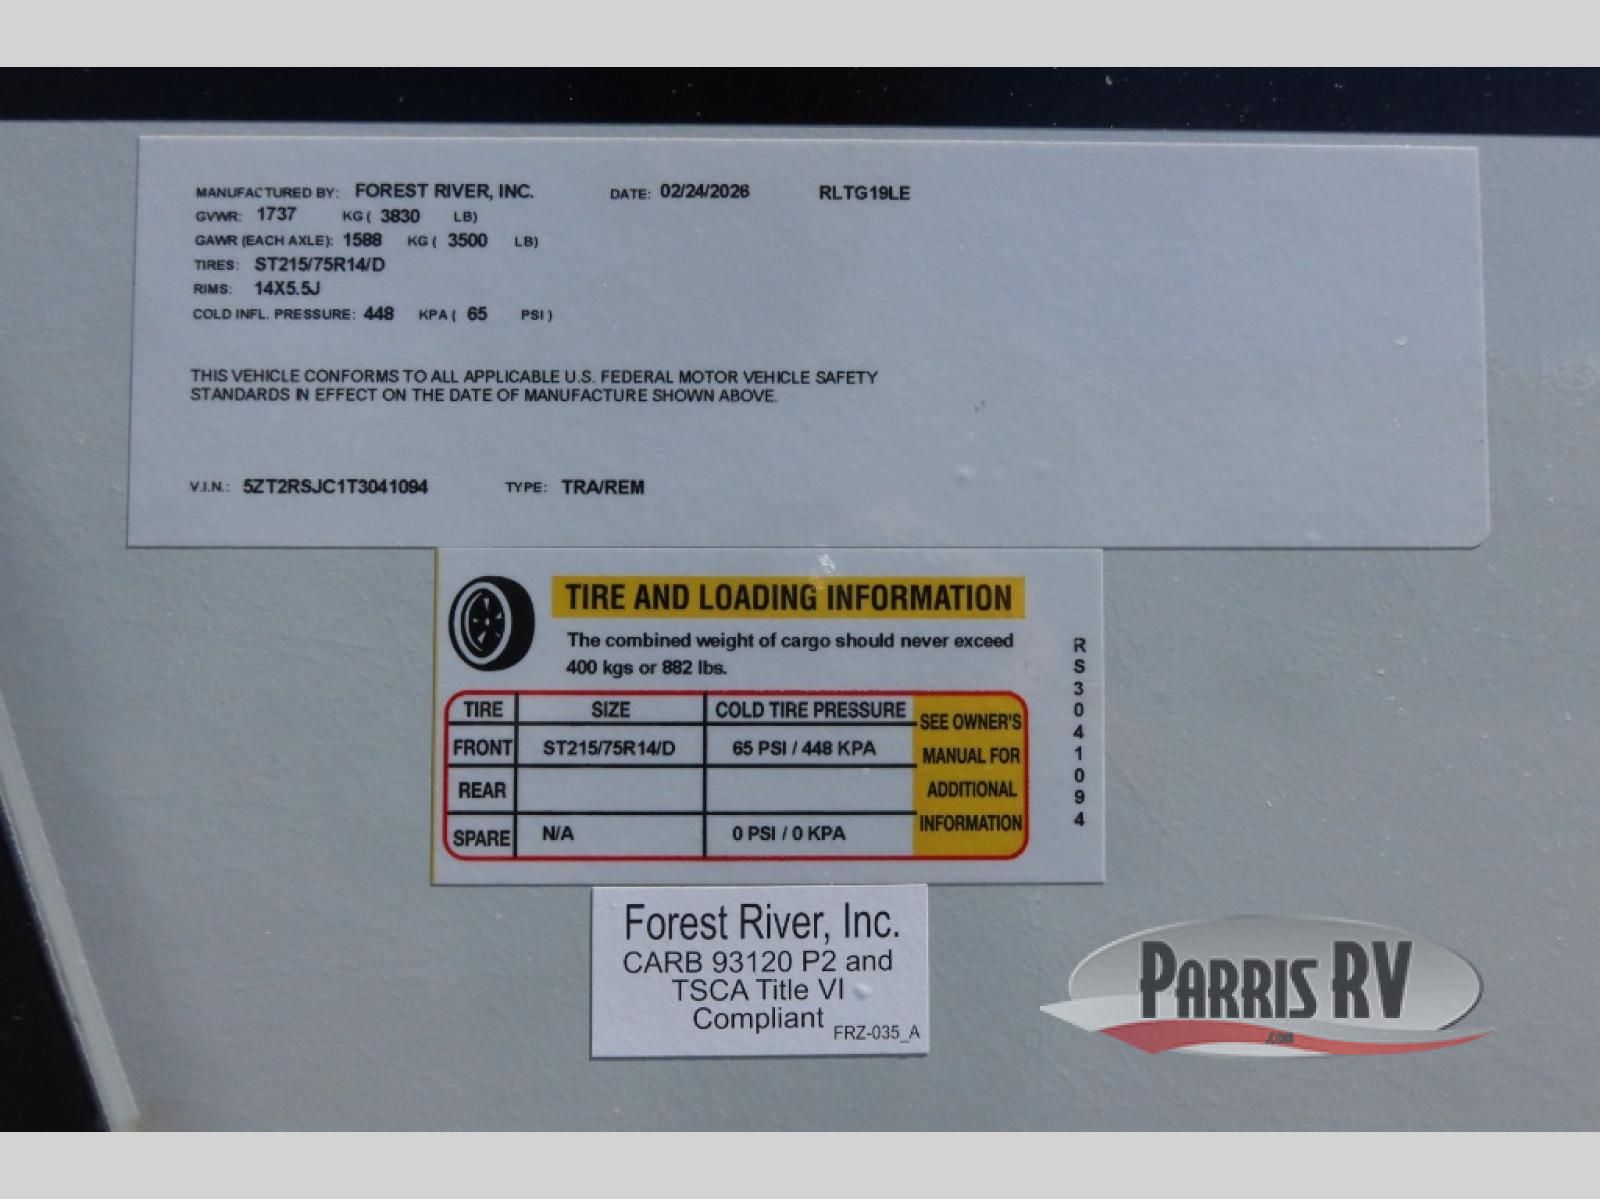 MANUFACTURED BY: FOREST RIVER, INC. DATE: 02/24/2026 RLTG19LE
GVWR: 1737 KG ( 3830 LB)
GAWR (EACH AXLE): 1588 KG ( 3500 LB)
TIRES: ST215/75R14/D
RIMS: 14X5.5J
COLD INFL. PRESSURE: 448 KPA ( 65 PSI )
THIS VEHICLE CONFORMS TO ALL APPLICABLE U.S. FEDERAL MOTOR VEHICLE SAFETY
STANDARDS IN EFFECT ON THE DATE OF MANUFACTURE SHOWN ABOVE.
V.I.N.: 5ZT2RSJC1T3041094 TYPE: TRA/REM
TIRE AND LOADING INFORMATION
The combined weight of cargo should never exceed
400 kgs or 882 lbs.
TIRE SIZE COLD TIRE PRESSURE
FRONT ST215/75R14/D 65 PSI / 448 KPA
REAR
SPARE N/A 0 PSI / 0 KPA
SEE OWNER'S
MANUAL FOR
ADDITIONAL
INFORMATION
RS3041094
Forest River, Inc.
CARB 93120 P2 and
TSCA Title VI
Compliant FRZ-035_A
PARRIS RV
.com